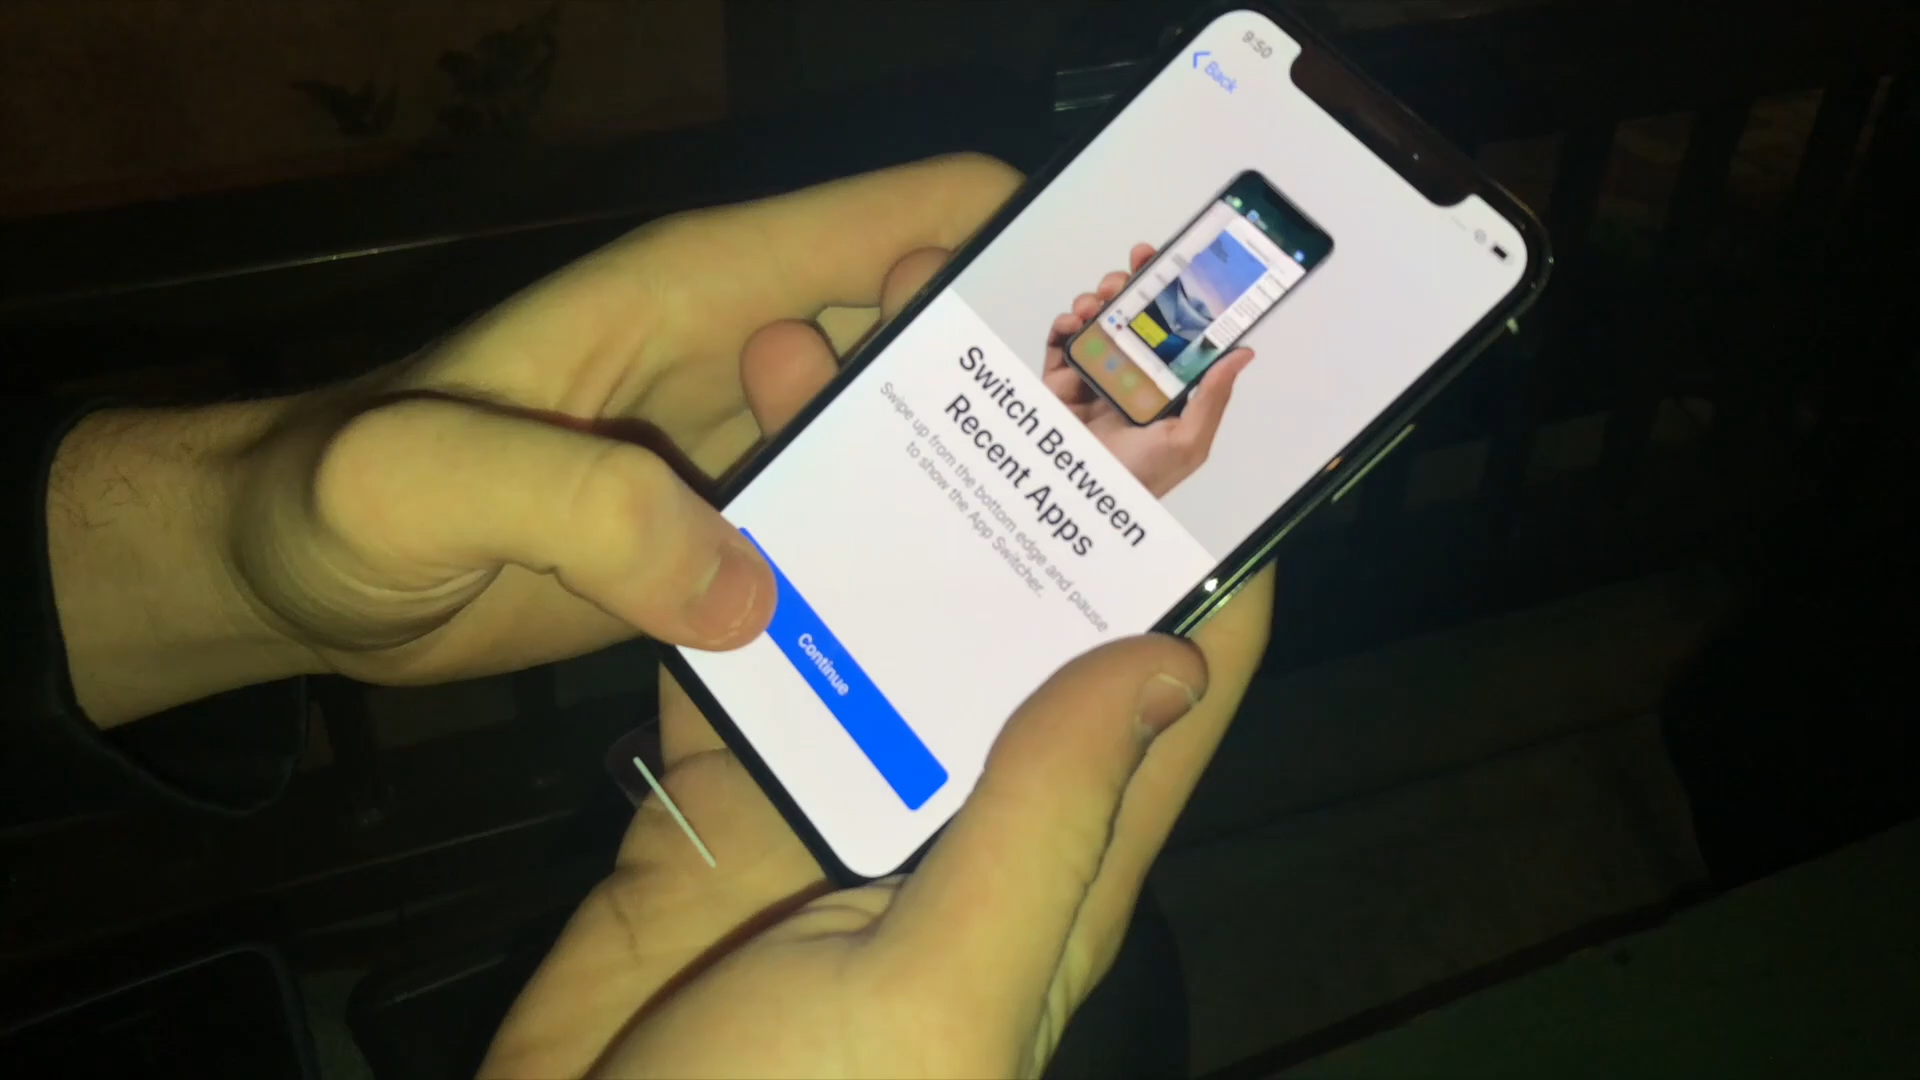 9:50
Back
Switch Between
Recent Apps
Swipe up from the bottom edge and pause
to show the App Switcher.
Continue